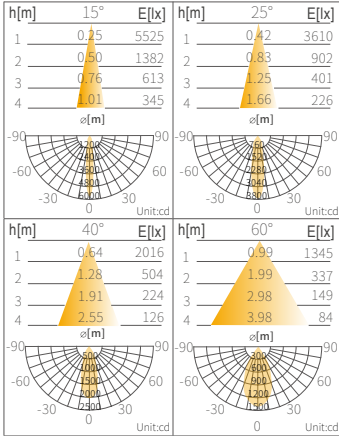 h[m] 15° E[lx]
1 0.25 5525
2 0.50 1382
3 0.76 613
4 1.01 345
⌀[m]
-90 90
-60 60
-30 30
0
1200
2400
3600
4800
6000
Unit:cd
h[m] 25° E[lx]
1 0.42 3610
2 0.83 902
3 1.25 401
4 1.66 226
⌀[m]
-90 90
-60 60
-30 30
0
760
1520
2280
3040
3800
Unit:cd
h[m] 40° E[lx]
1 0.64 2016
2 1.28 504
3 1.91 224
4 2.55 126
⌀[m]
-90 90
-60 60
-30 30
0
500
1000
1500
2000
2500
Unit:cd
h[m] 60° E[lx]
1 0.99 1345
2 1.99 337
3 2.98 149
4 3.98 84
⌀[m]
-90 90
-60 60
-30 30
0
300
600
900
1200
1500
Unit:cd